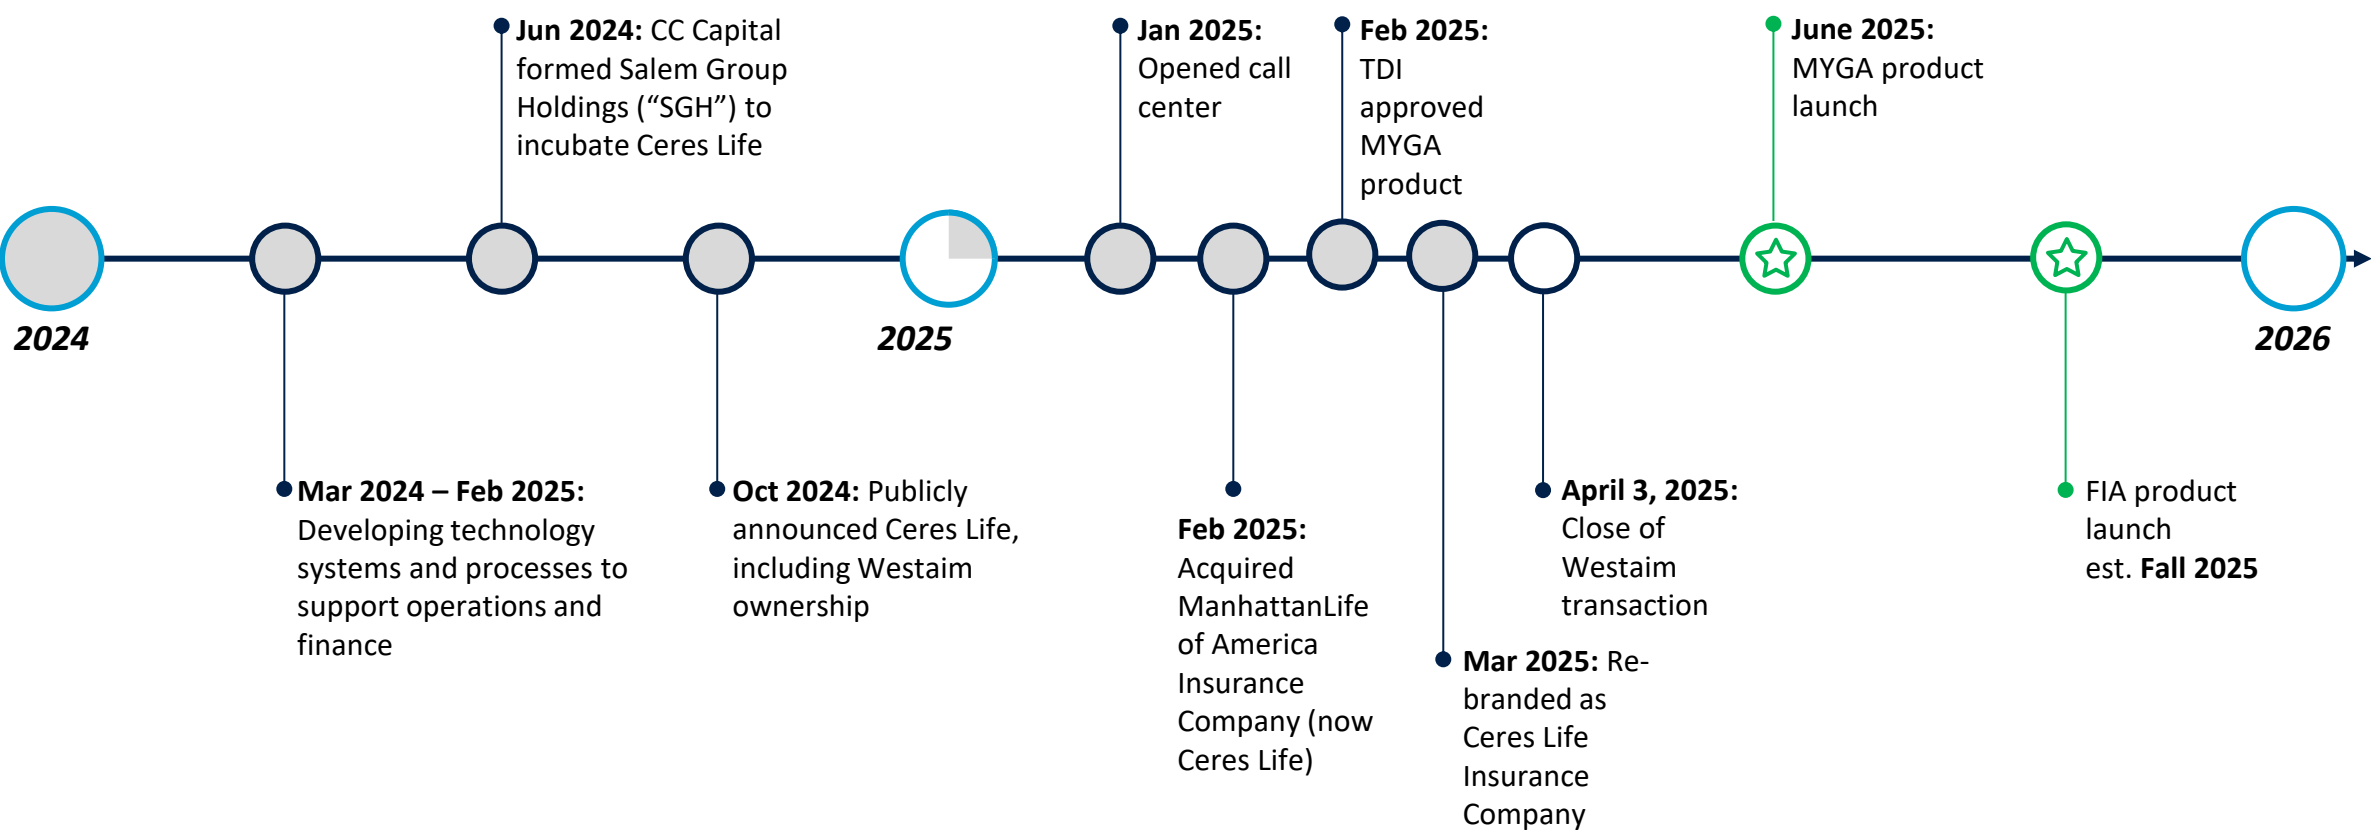 Jun 2024: CC Capital
formed Salem Group
Holdings (“SGH”) to
incubate Ceres Life
Jan 2025:
Opened call
center
Feb 2025:
TDI
approved
MYGA
product
June 2025:
MYGA product
launch
2024
2025
2026
Mar 2024 – Feb 2025:
Developing technology
systems and processes to
support operations and
finance
Oct 2024: Publicly
announced Ceres Life,
including Westaim
ownership
Feb 2025:
Acquired
ManhattanLife
of America
Insurance
Company (now
Ceres Life)
Mar 2025: Re-
branded as
Ceres Life
Insurance
Company
April 3, 2025:
Close of
Westaim
transaction
FIA product
launch
est. Fall 2025